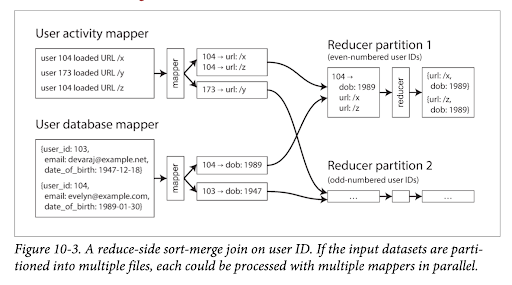 User activity mapper
user 104 loaded URL /x
user 173 loaded URL /y
user 104 loaded URL /z
mapper
104 → url: /x
104 → url: /z
173 → url: /y
User database mapper
{user_id: 103,
email: devaraj@example.net,
date_of_birth: 1947-12-18}
{user_id: 104,
email: evelyn@example.com,
date_of_birth: 1989-01-30}
mapper
104 → dob: 1989
103 → dob: 1947
Reducer partition 1
(even-numbered user IDs)
104 →
dob: 1989
url: /x
url: /z
reducer
{url: /x,
dob: 1989}
{url: /z,
dob: 1989}
Reducer partition 2
(odd-numbered user IDs)
...
...
Figure 10-3. A reduce-side sort-merge join on user ID. If the input datasets are parti-
tioned into multiple files, each could be processed with multiple mappers in parallel.